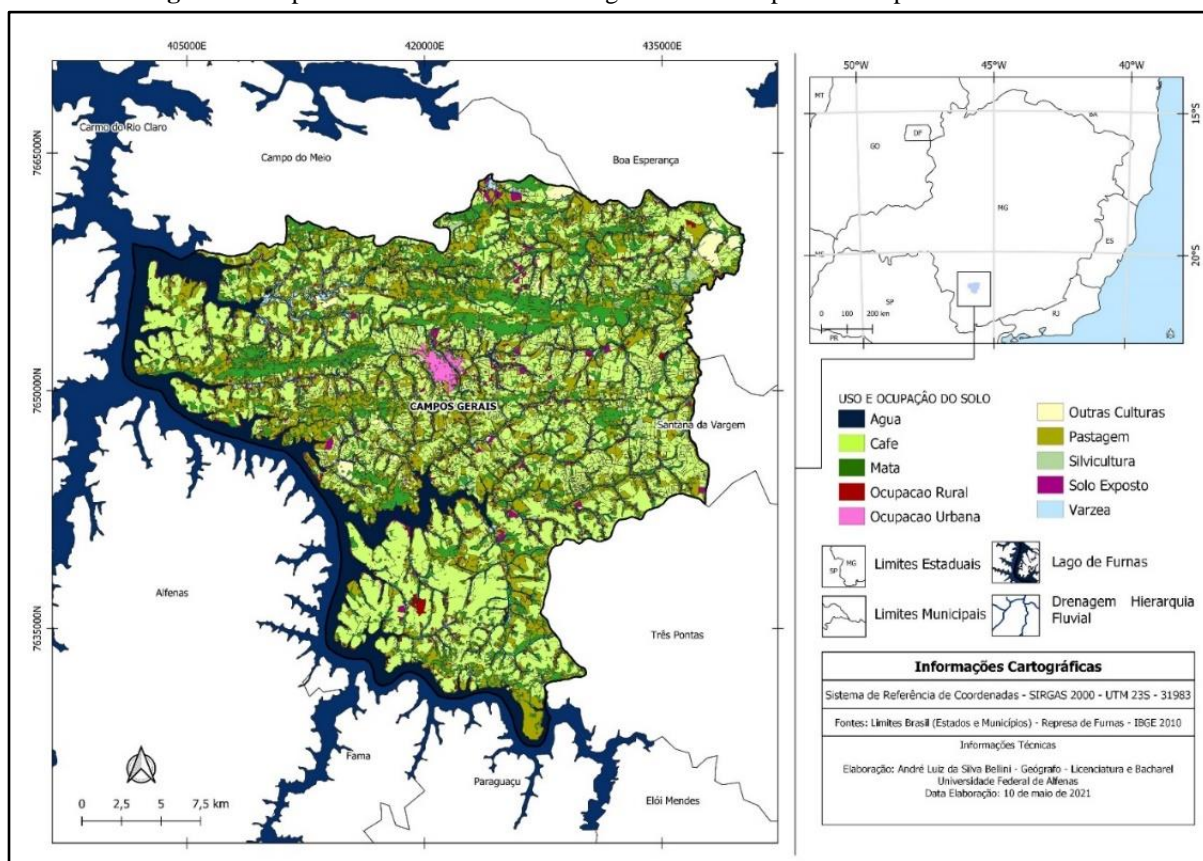 405000E
420000E
435000E
7665000N
7650000N
7635000N
Carmo do Rio Claro
Campo do Meio
Boa Esperança
CAMPOS GERAIS
Santana da Vargem
Alfenas
Três Pontas
Fama
Paraguaçu
Elói Mendes
0 2,5 5 7,5 km
50°W
45°W
40°W
15°S
20°S
MT
GO
DF
BA
MG
ES
SP
RJ
PR
0 100 200 km
USO E OCUPAÇÃO DO SOLO
Agua
Cafe
Mata
Ocupacao Rural
Ocupacao Urbana
Outras Culturas
Pastagem
Silvicultura
Solo Exposto
Varzea
SP
MG
Limites Estaduais
Lago de Furnas
Limites Municipais
Drenagem Hierarquia
Fluvial
Informações Cartográficas
Sistema de Referência de Coordenadas - SIRGAS 2000 - UTM 23S - 31983
Fontes: Limites Brasil (Estados e Municípios) - Represa de Furnas - IBGE 2010
Informações Técnicas
Elaboração: André Luiz da Silva Bellini - Geógrafo - Licenciatura e Bacharel
Universidade Federal de Alfenas
Data Elaboração: 10 de maio de 2021